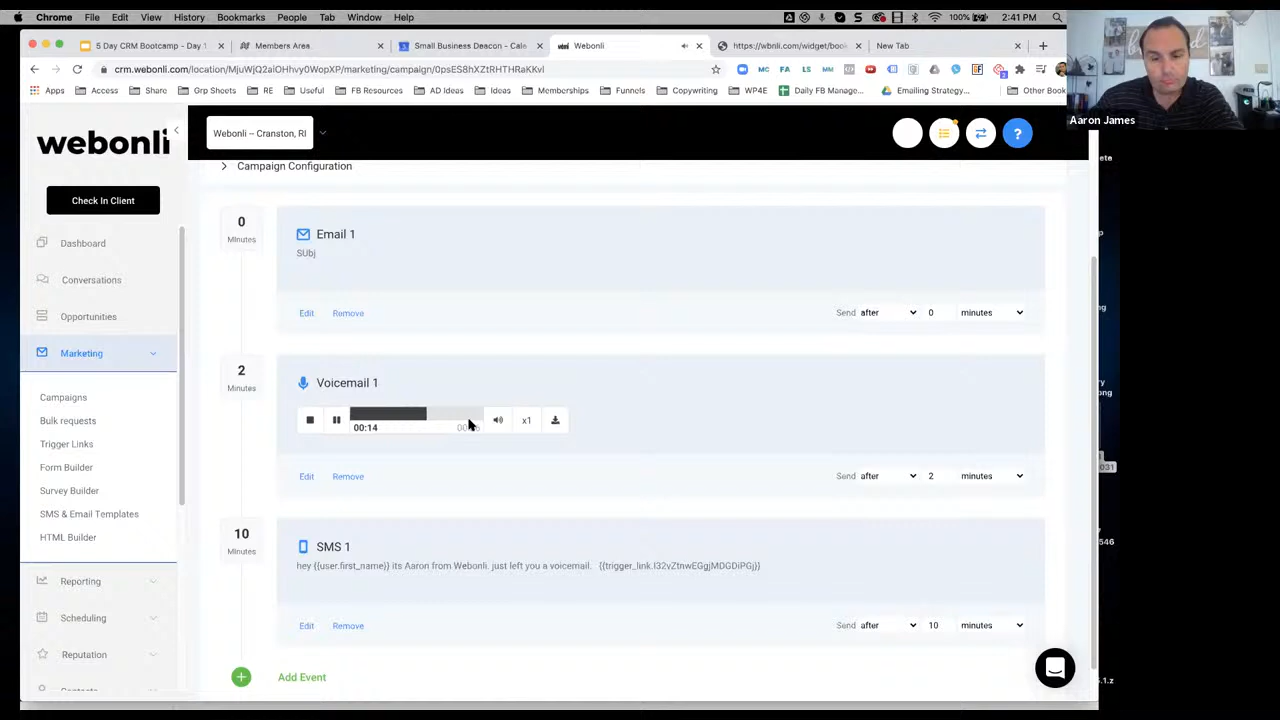 Chrome File Edit View History Bookmarks People Tab Window Help 100% 2:41 PM
5 Day CRM Bootcamp - Day 1 Members Area Small Business Deacon - Cale Webonli https://wbnli.com/widget/book New Tab
crm.webonli.com/location/MjuWjQ2aiOHhvy0WopXP/marketing/campaign/0psES8hXZtRHTHRaKKvl
Apps Access Share Grp Sheets RE Useful FB Resources AD Ideas Ideas Memberships Funnels Copywriting WP4E Daily FB Manage... Emailing Strategy... Other Book
Aaron James
webonli
Webonli -- Cranston, RI
?
Check In Client
Campaign Configuration
Dashboard
Conversations
Opportunities
Marketing
Campaigns
Bulk requests
Trigger Links
Form Builder
Survey Builder
SMS & Email Templates
HTML Builder
Reporting
Scheduling
Reputation
0
Minutes
Email 1
SUbj
Edit Remove Send after 0 minutes
2
Minutes
Voicemail 1
x1
00:14
Edit Remove Send after 2 minutes
10
Minutes
SMS 1
hey {{user.first_name}} its Aaron from Webonli. just left you a voicemail. {{trigger_link.l32vZtnwEGgjMDGDiPGj}}
Edit Remove Send after 10 minutes
Add Event